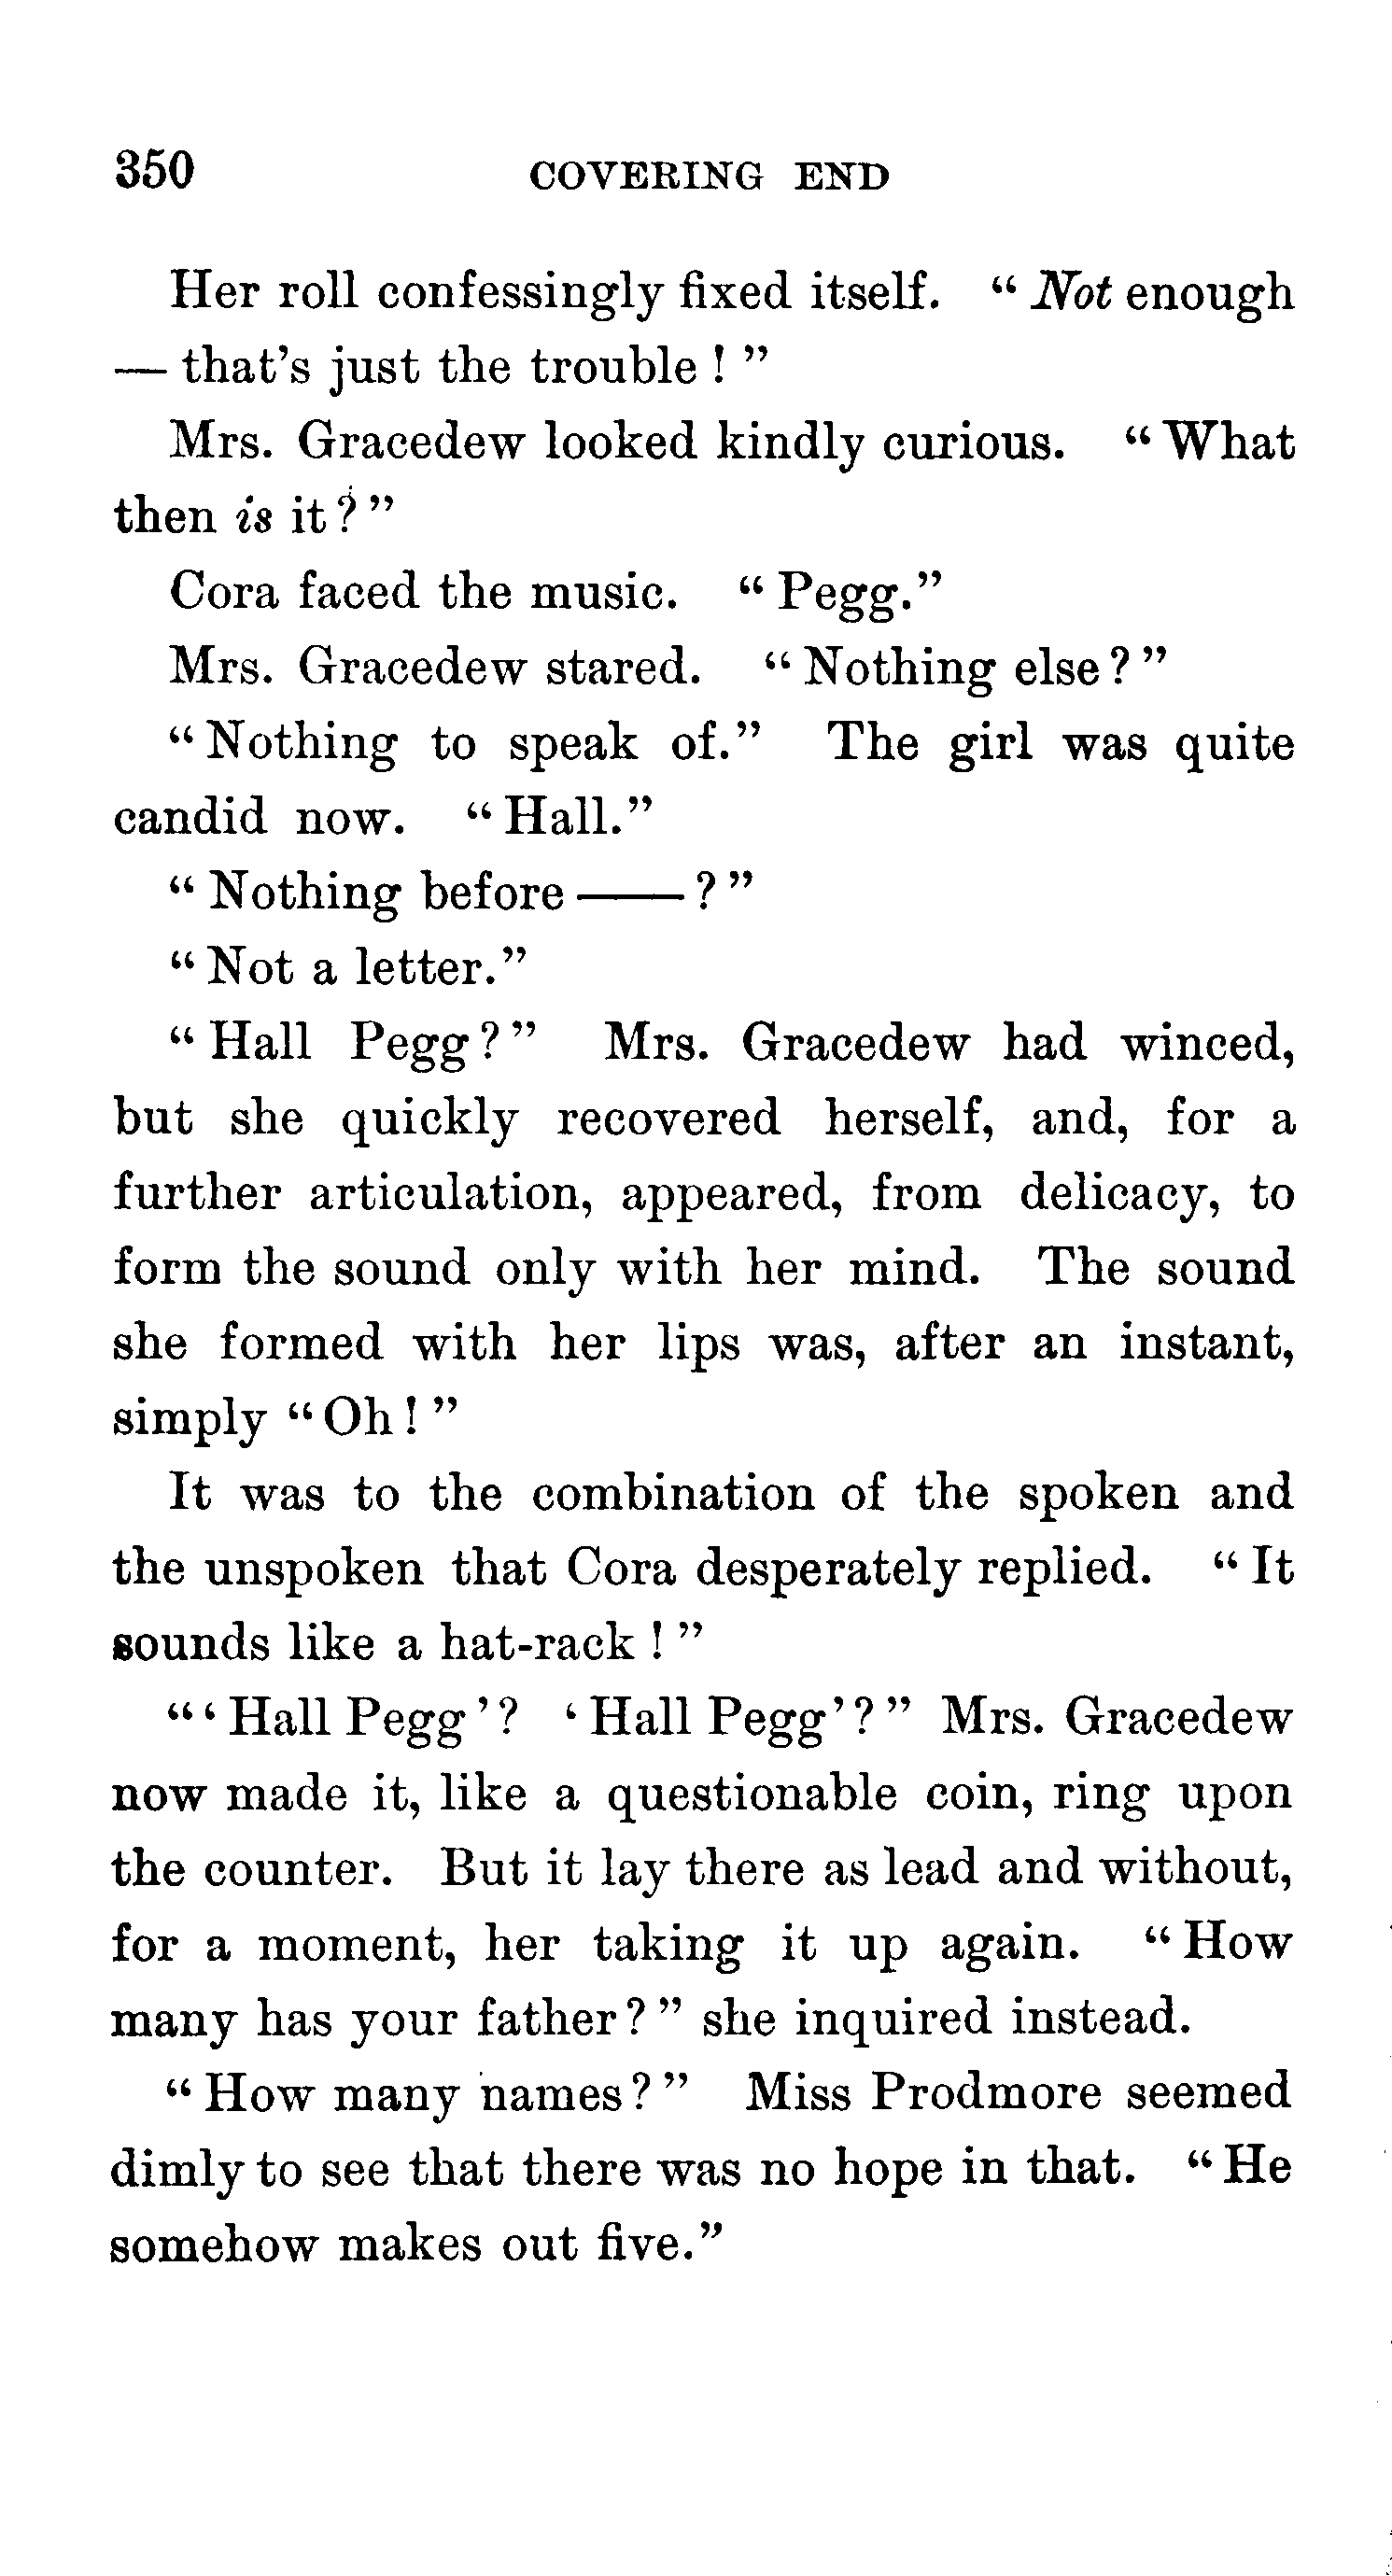 350 COVERING END
Her roll confessingly fixed itself. “ Not enough
— that’s just the trouble ! ”
Mrs. Gracedew looked kindly curious. “ What
then is it ? ”
Cora faced the music. “ Pegg.”
Mrs. Gracedew stared. “ Nothing else ? ”
“ Nothing to speak of.” The girl was quite
candid now. “ Hall.”
“ Nothing before —— ? ”
“ Not a letter.”
“ Hall Pegg ? ” Mrs. Gracedew had winced,
but she quickly recovered herself, and, for a
further articulation, appeared, from delicacy, to
form the sound only with her mind. The sound
she formed with her lips was, after an instant,
simply “ Oh ! ”
It was to the combination of the spoken and
the unspoken that Cora desperately replied. “ It
sounds like a hat-rack ! ”
“ ‘ Hall Pegg ’ ? ‘ Hall Pegg ’ ? ” Mrs. Gracedew
now made it, like a questionable coin, ring upon
the counter. But it lay there as lead and without,
for a moment, her taking it up again. “ How
many has your father ? ” she inquired instead.
“ How many names ? ” Miss Prodmore seemed
dimly to see that there was no hope in that. “ He
somehow makes out five.”